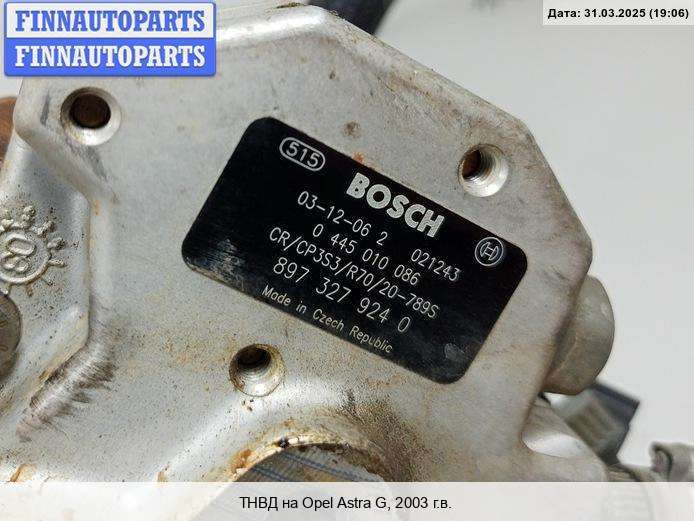 FINNAUTOPARTS
FINNAUTOPARTS
Дата: 31.03.2025 (19:06)
515
BOSCH
03-12-06 2 021243
0 445 010 086
CR/CP3S3/R70/20-789S
897 327 924 0
Made in Czech Republic
ТНВД на Opel Astra G, 2003 г.в.